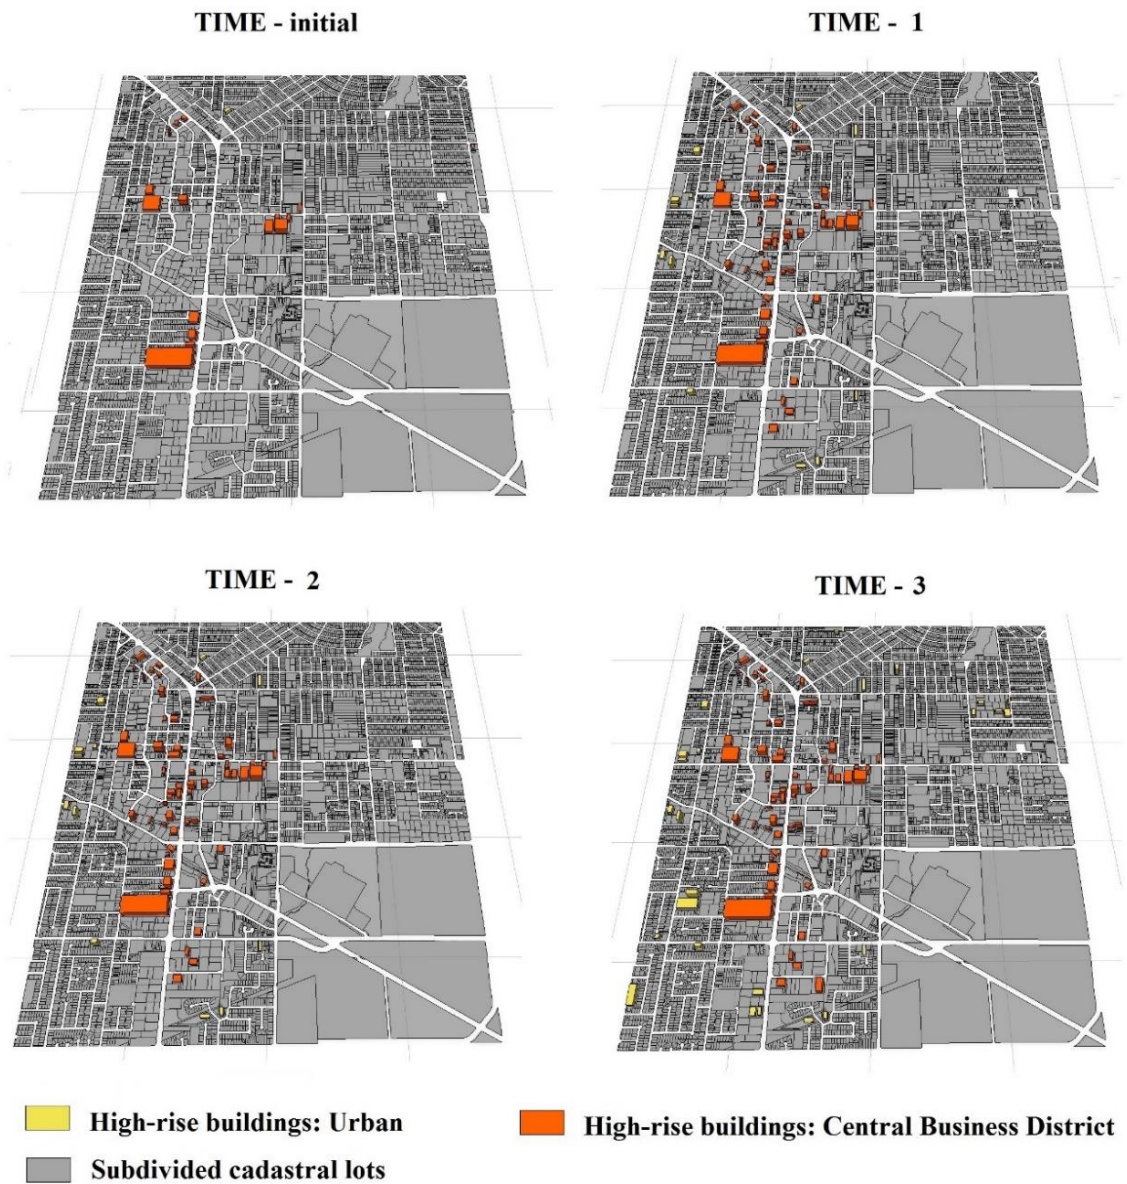 TIME - initial
TIME - 1
TIME - 2
TIME - 3
High-rise buildings: Urban
High-rise buildings: Central Business District
Subdivided cadastral lots